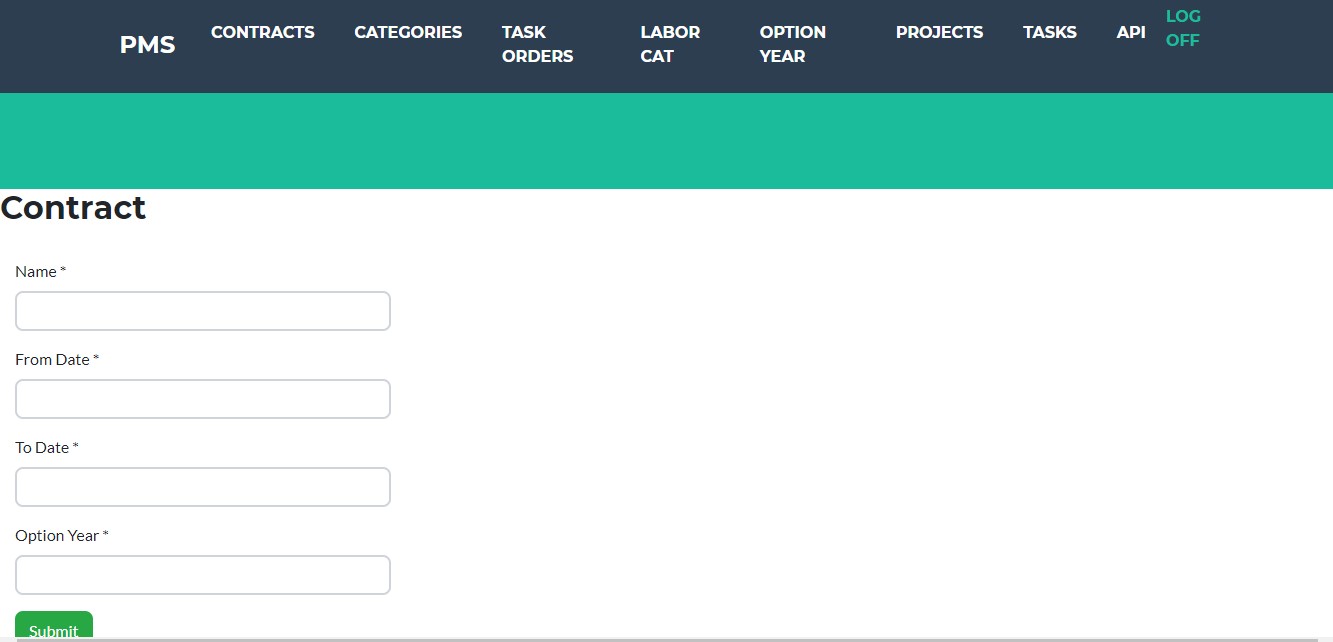 PMS
CONTRACTS
CATEGORIES
TASK
ORDERS
LABOR
CAT
OPTION
YEAR
PROJECTS
TASKS
API
LOG
OFF
Contract
Name *
From Date *
To Date *
Option Year *
Submit